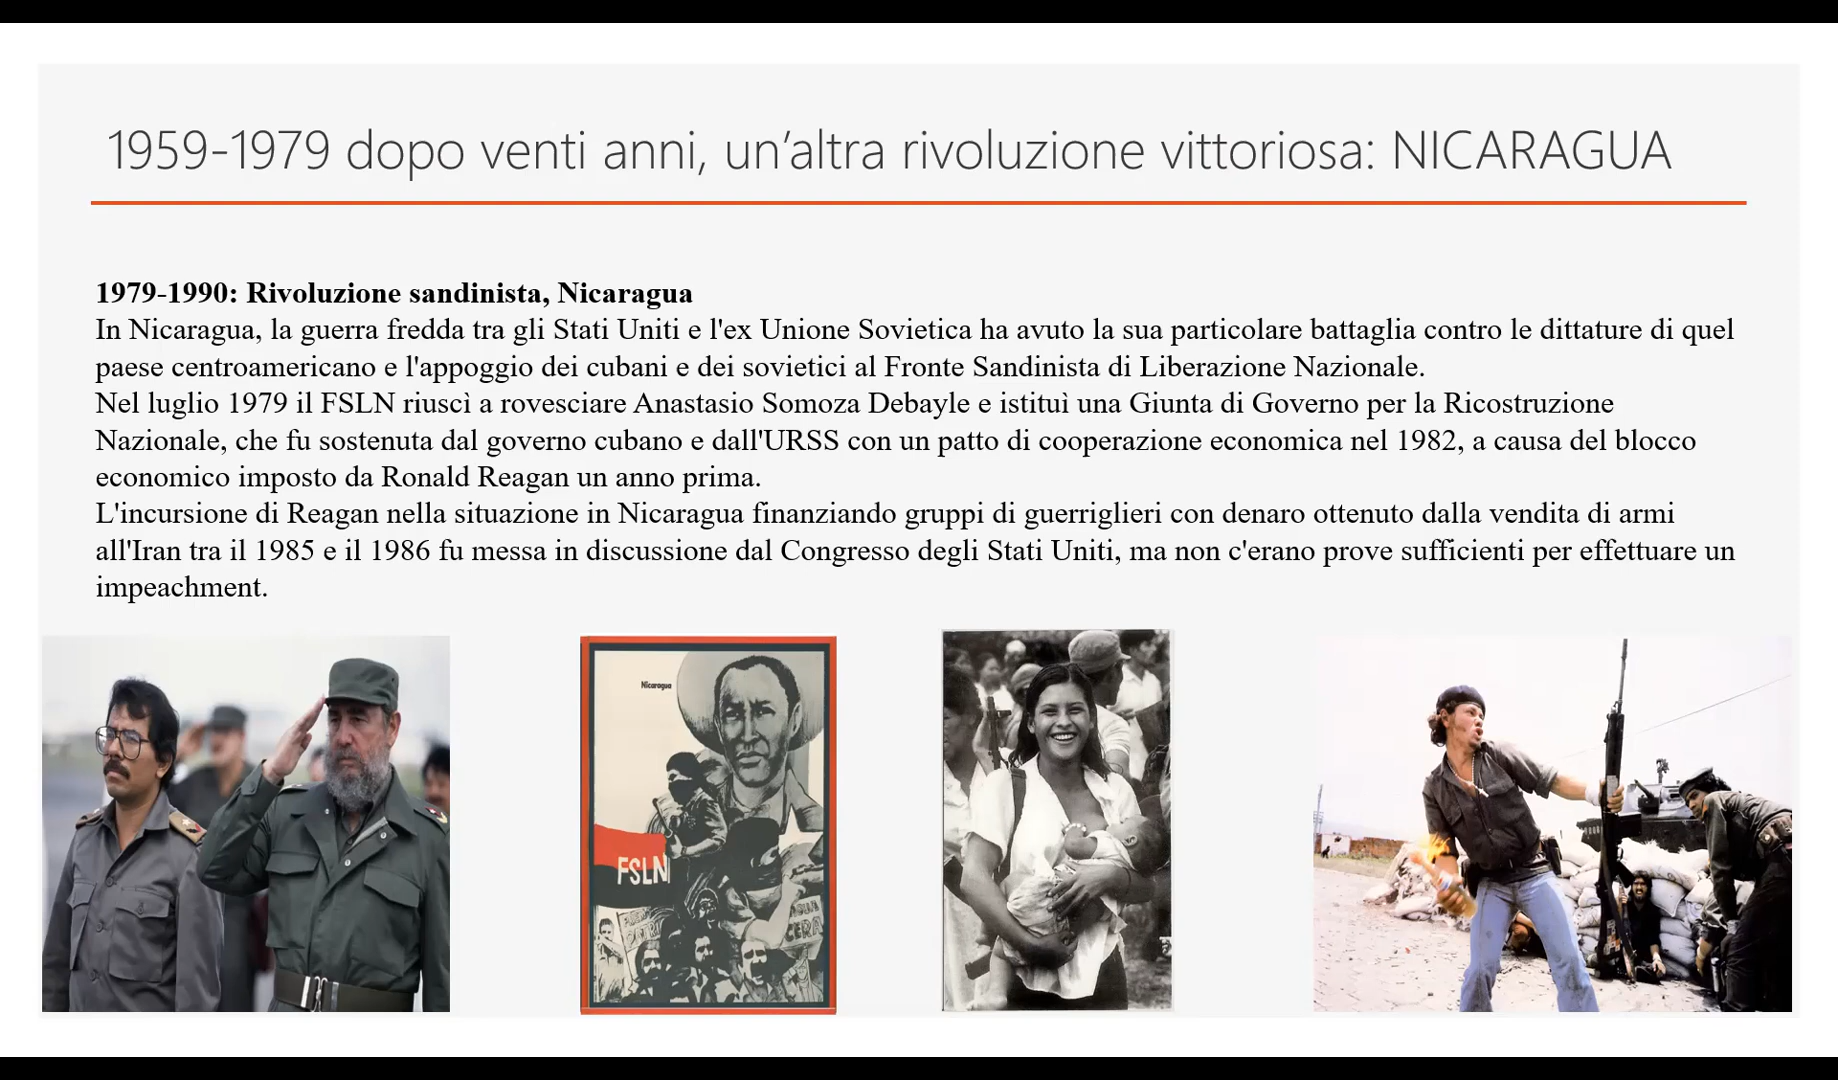 1959-1979 dopo venti anni, un’altra rivoluzione vittoriosa: NICARAGUA
1979-1990: Rivoluzione sandinista, Nicaragua
In Nicaragua, la guerra fredda tra gli Stati Uniti e l'ex Unione Sovietica ha avuto la sua particolare battaglia contro le dittature di quel
paese centroamericano e l'appoggio dei cubani e dei sovietici al Fronte Sandinista di Liberazione Nazionale.
Nel luglio 1979 il FSLN riuscì a rovesciare Anastasio Somoza Debayle e istituì una Giunta di Governo per la Ricostruzione
Nazionale, che fu sostenuta dal governo cubano e dall'URSS con un patto di cooperazione economica nel 1982, a causa del blocco
economico imposto da Ronald Reagan un anno prima.
L'incursione di Reagan nella situazione in Nicaragua finanziando gruppi di guerriglieri con denaro ottenuto dalla vendita di armi
all'Iran tra il 1985 e il 1986 fu messa in discussione dal Congresso degli Stati Uniti, ma non c'erano prove sufficienti per effettuare un
impeachment.
Nicaragua
FSLN